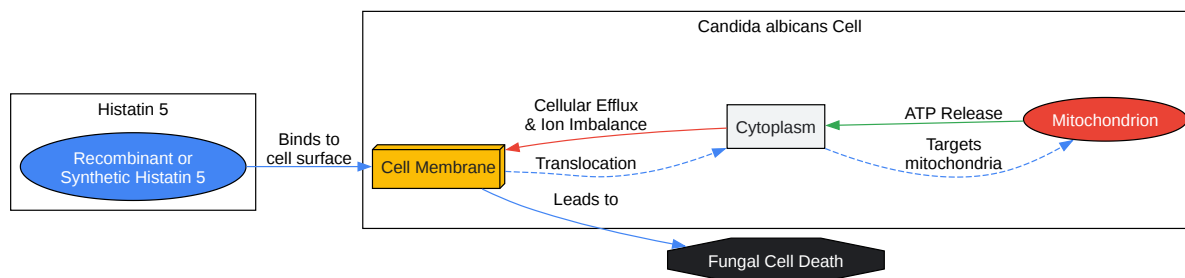 Candida albicans Cell
Histatin 5
Recombinant or
Synthetic Histatin 5
Binds to
cell surface
Cell Membrane
Cellular Efflux
& Ion Imbalance
Translocation
Cytoplasm
ATP Release
Targets
mitochondria
Mitochondrion
Leads to
Fungal Cell Death